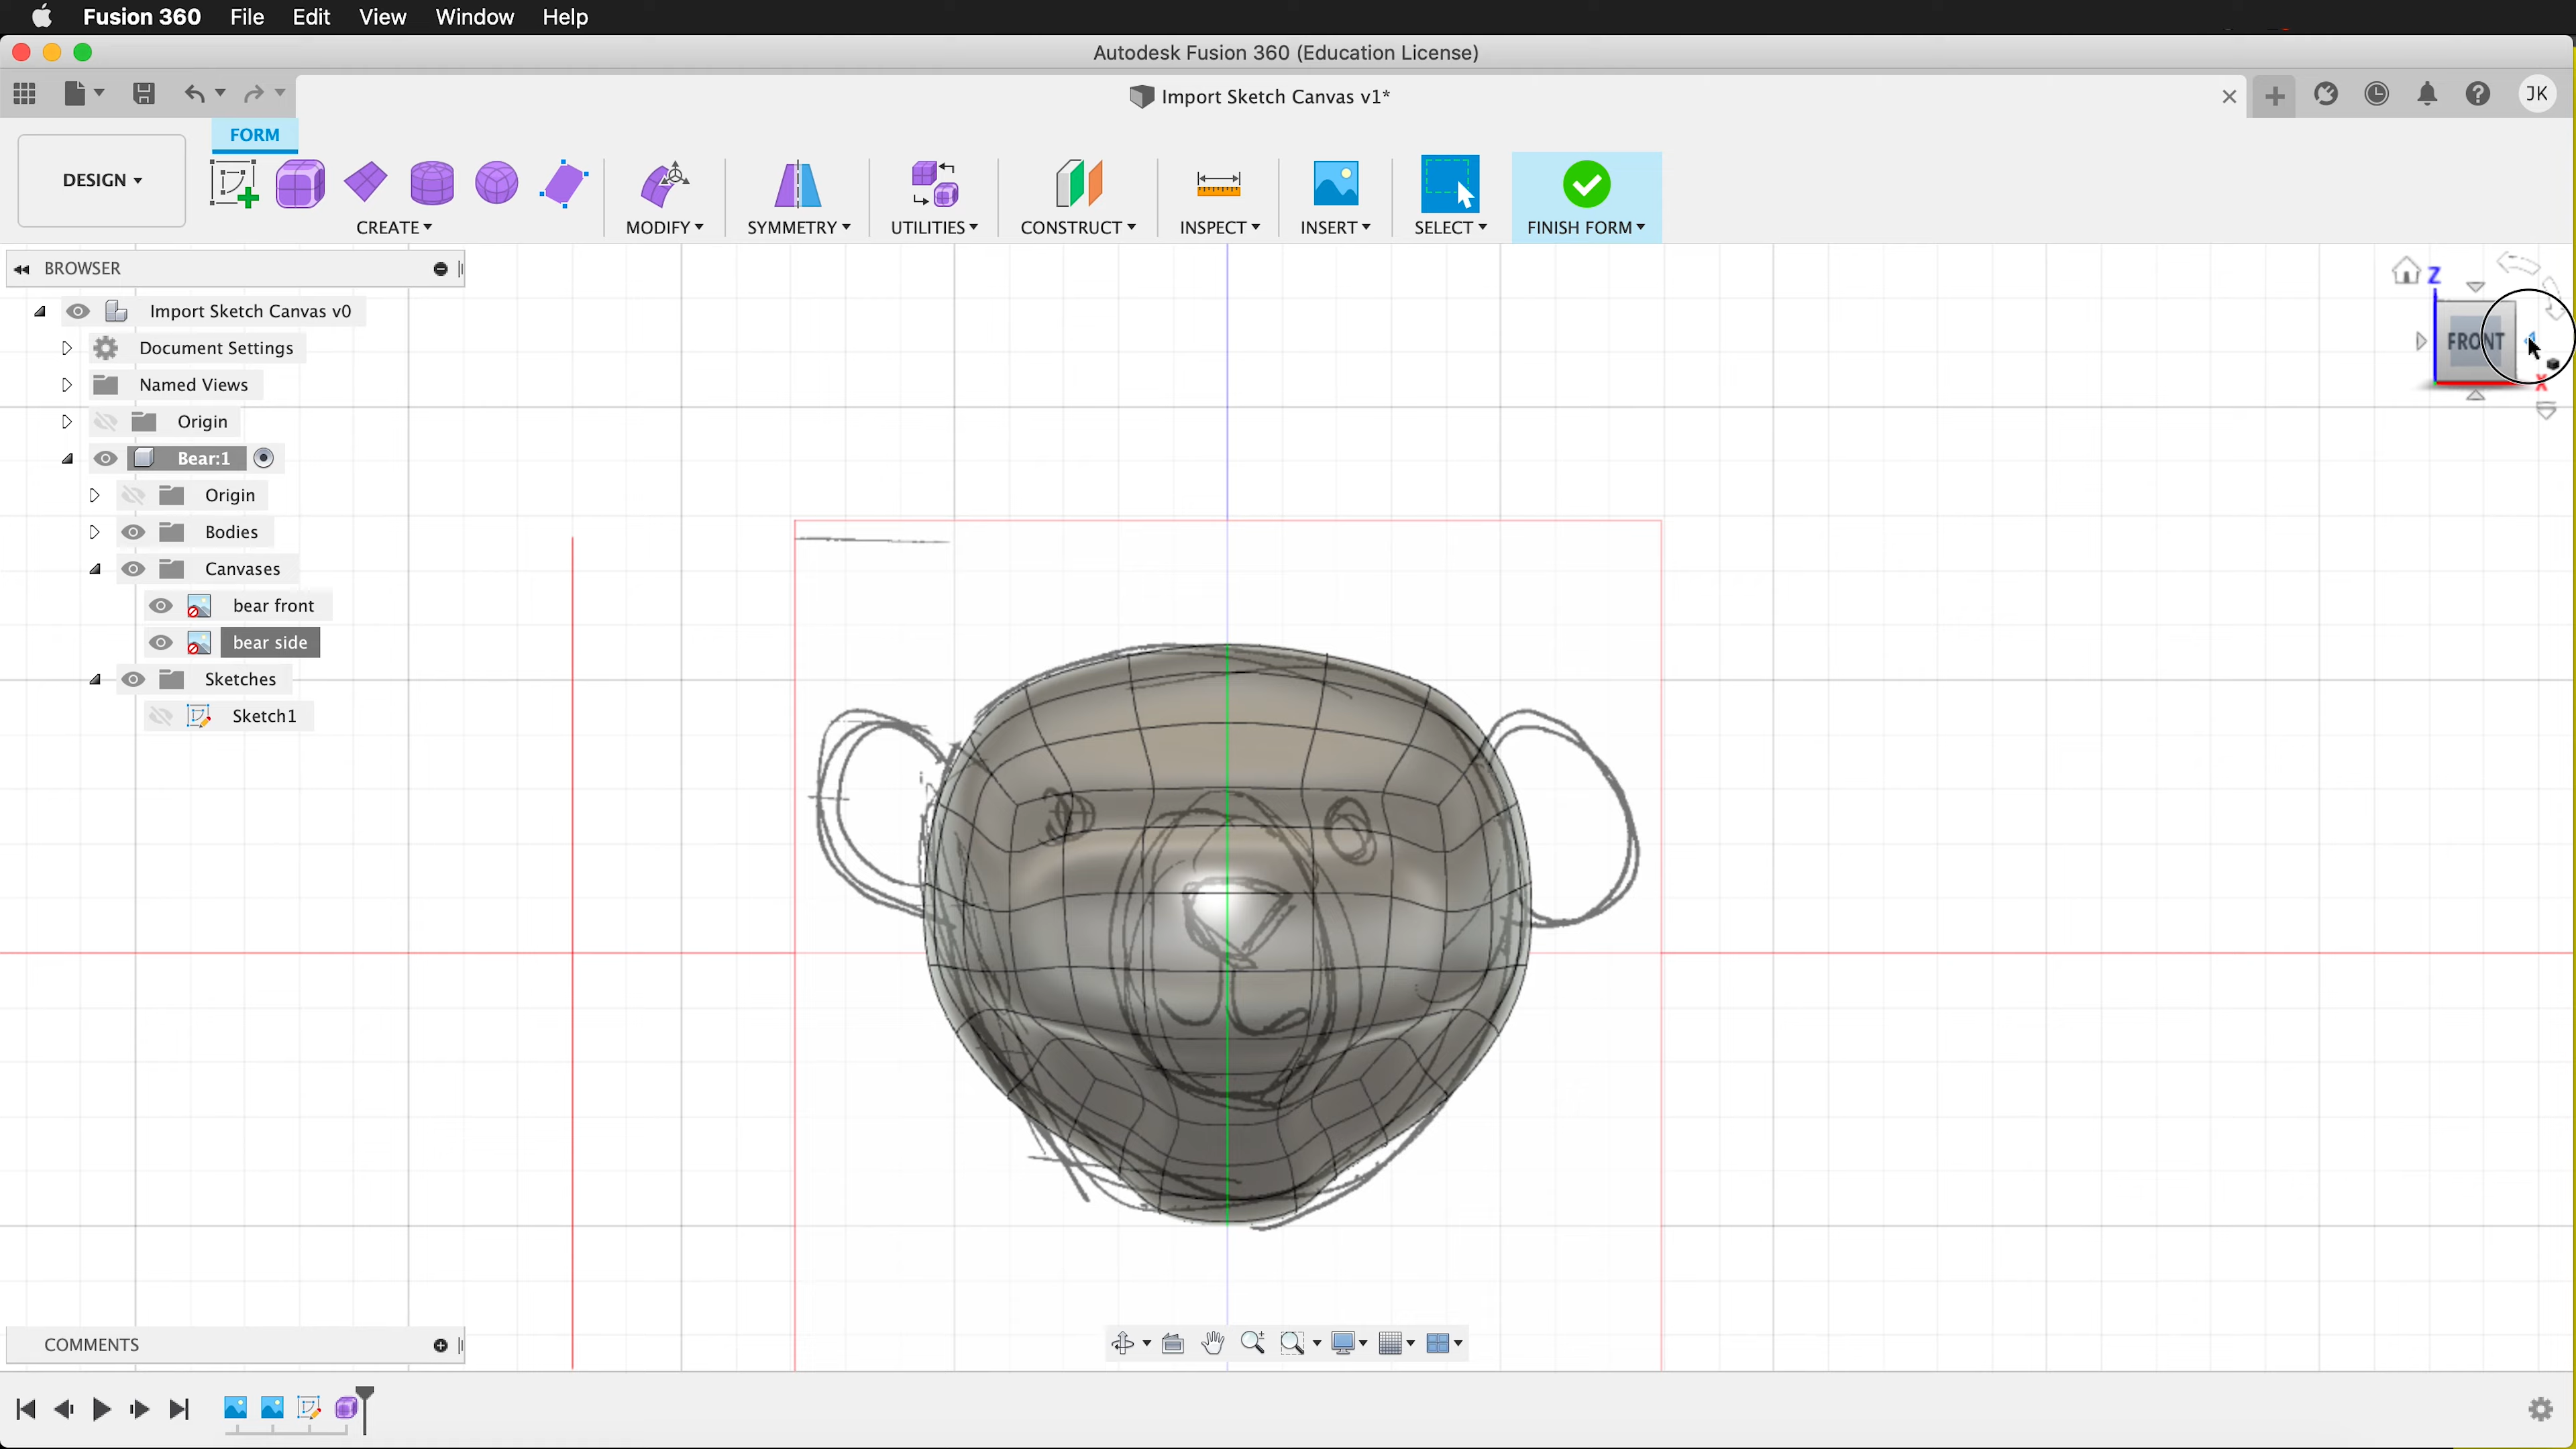 Fusion 360 File Edit View Window Help
Autodesk Fusion 360 (Education License)
Import Sketch Canvas v1*
JK
FORM
DESIGN
CREATE
MODIFY
SYMMETRY
UTILITIES
CONSTRUCT
INSPECT
INSERT
SELECT
FINISH FORM
BROWSER
Import Sketch Canvas v0
Document Settings
Named Views
Origin
Bear:1
Origin
Bodies
Canvases
bear front
bear side
Sketches
Sketch1
Z
FRONT
X
COMMENTS